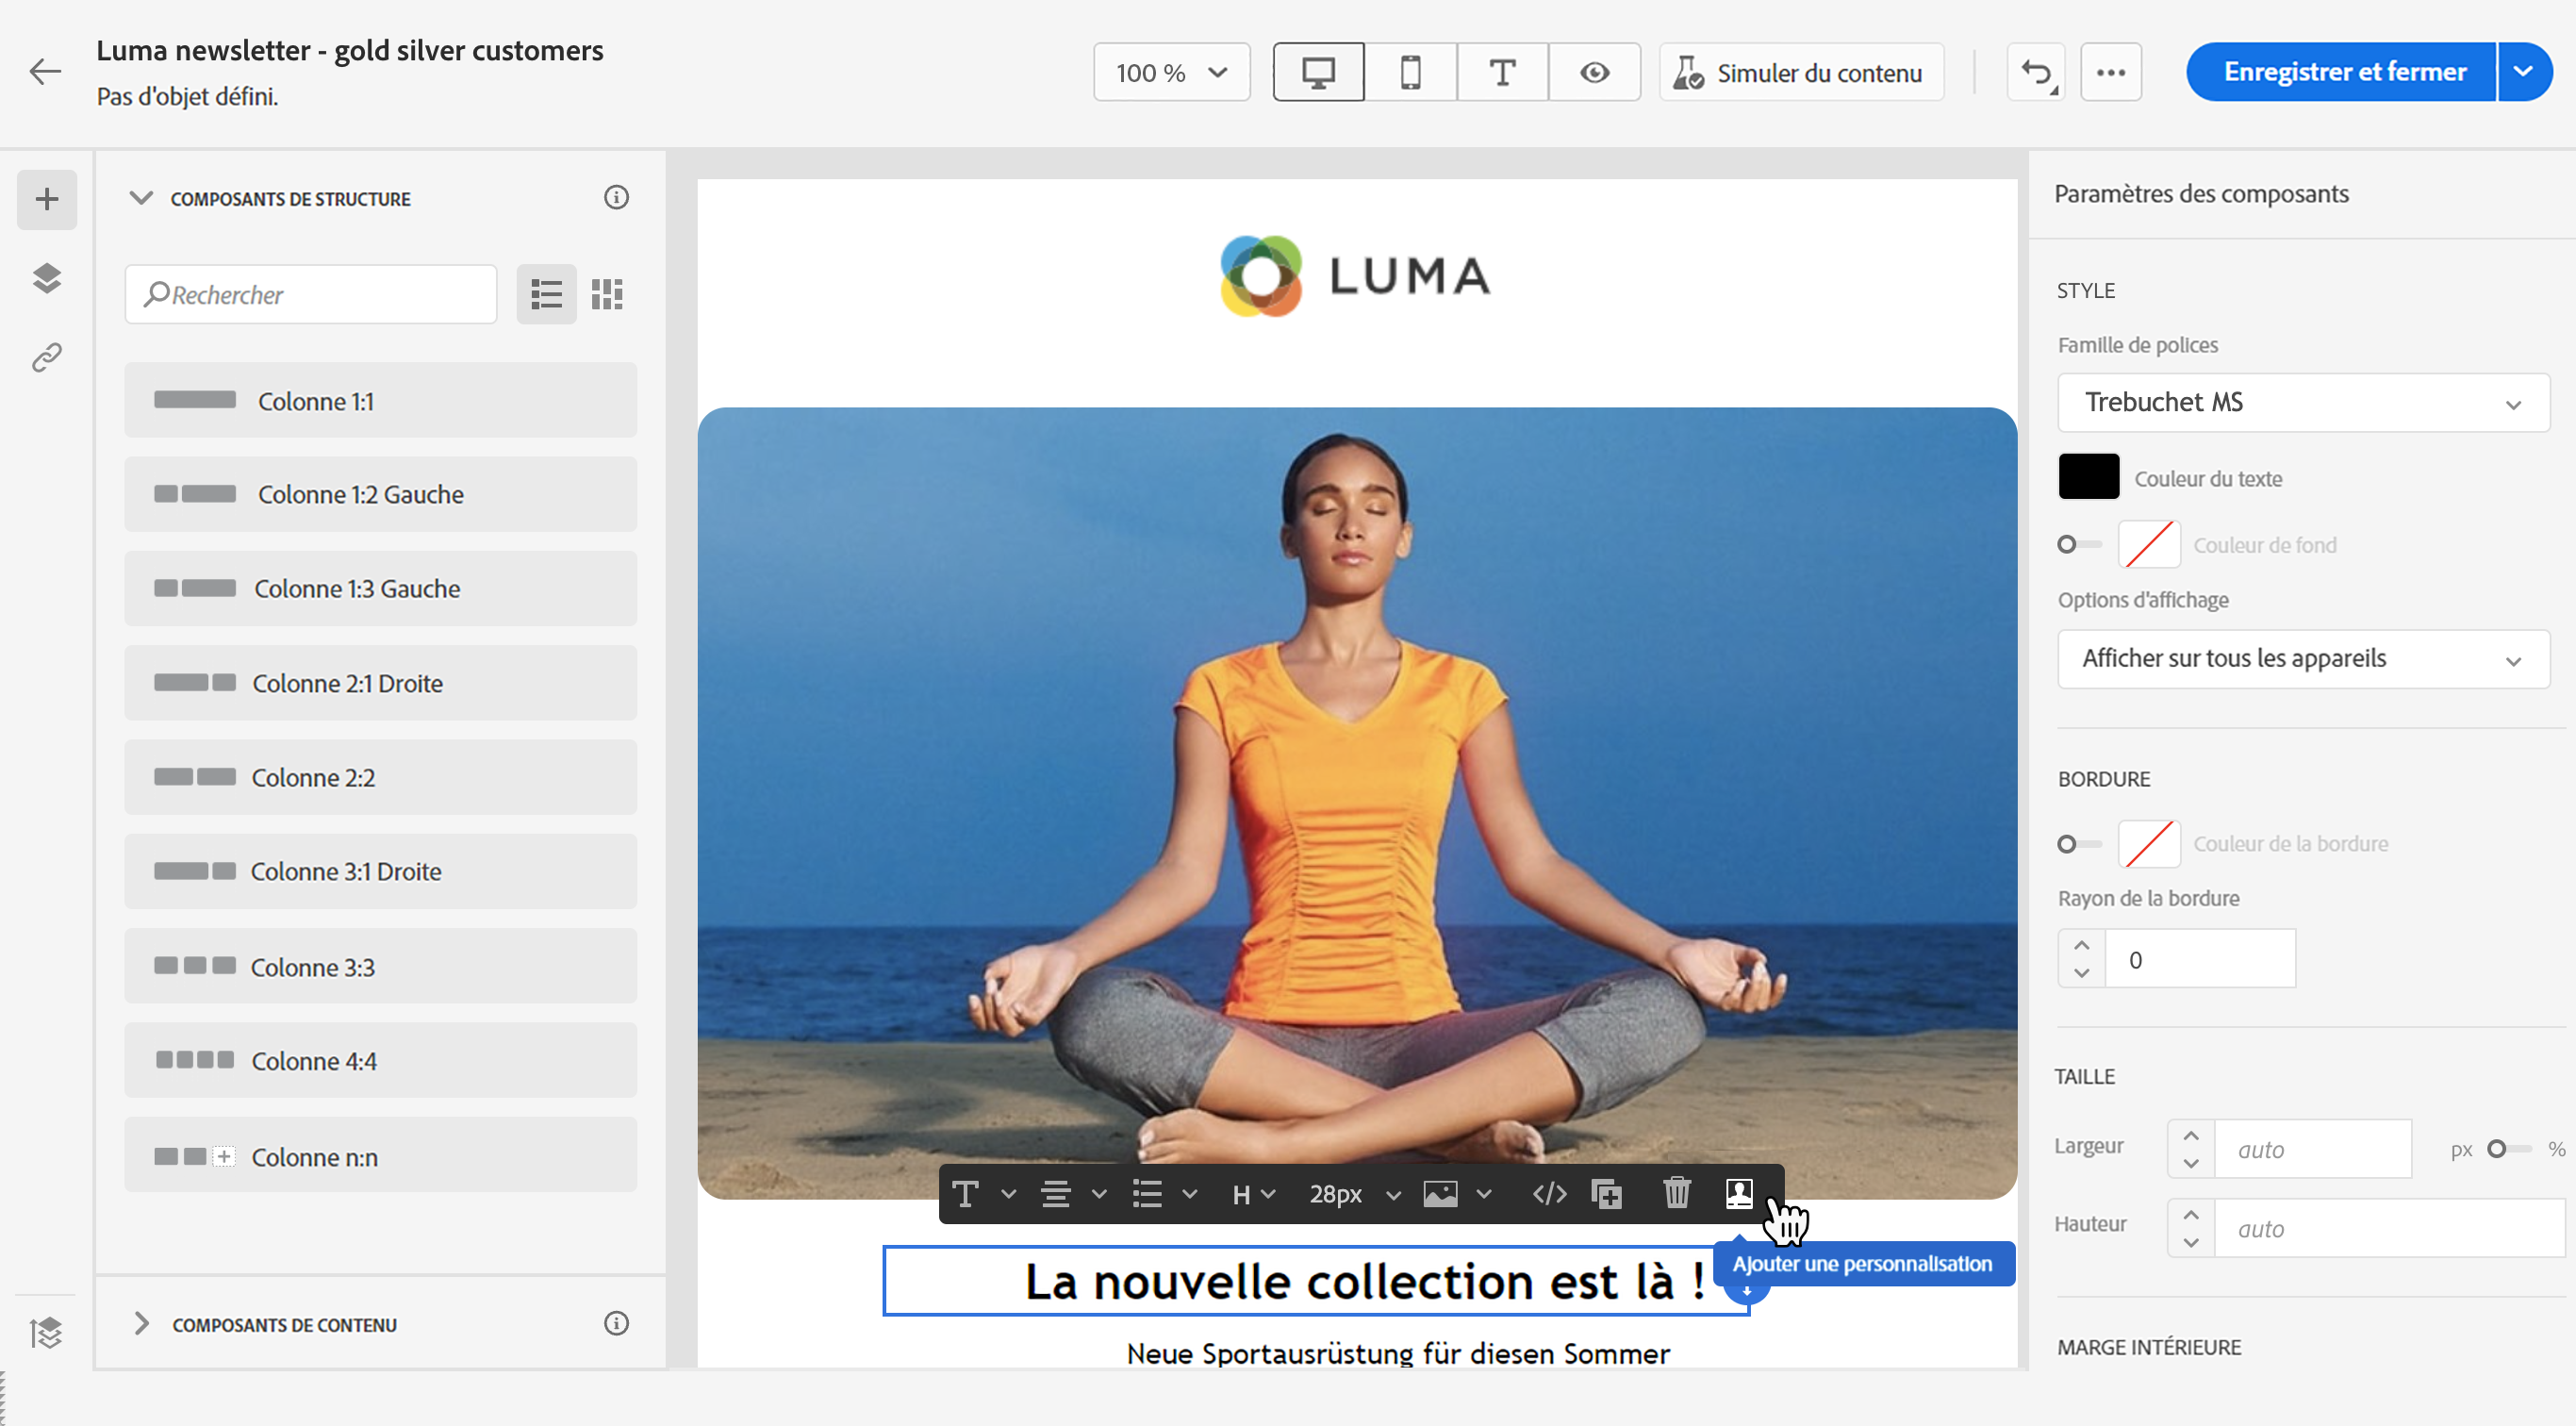 Luma newsletter - gold silver customers
Pas d'objet défini.
100 %
Simuler du contenu
Enregistrer et fermer
COMPOSANTS DE STRUCTURE
Rechercher
Colonne 1:1
Colonne 1:2 Gauche
Colonne 1:3 Gauche
Colonne 2:1 Droite
Colonne 2:2
Colonne 3:1 Droite
Colonne 3:3
Colonne 4:4
Colonne n:n
COMPOSANTS DE CONTENU
LUMA
H
28px
Ajouter une personnalisation
La nouvelle collection est là !
Neue Sportausrüstung für diesen Sommer
Paramètres des composants
STYLE
Famille de polices
Trebuchet MS
Couleur du texte
Couleur de fond
Options d'affichage
Afficher sur tous les appareils
BORDURE
Couleur de la bordure
Rayon de la bordure
0
TAILLE
Largeur
auto
px
%
Hauteur
auto
MARGE INTÉRIEURE